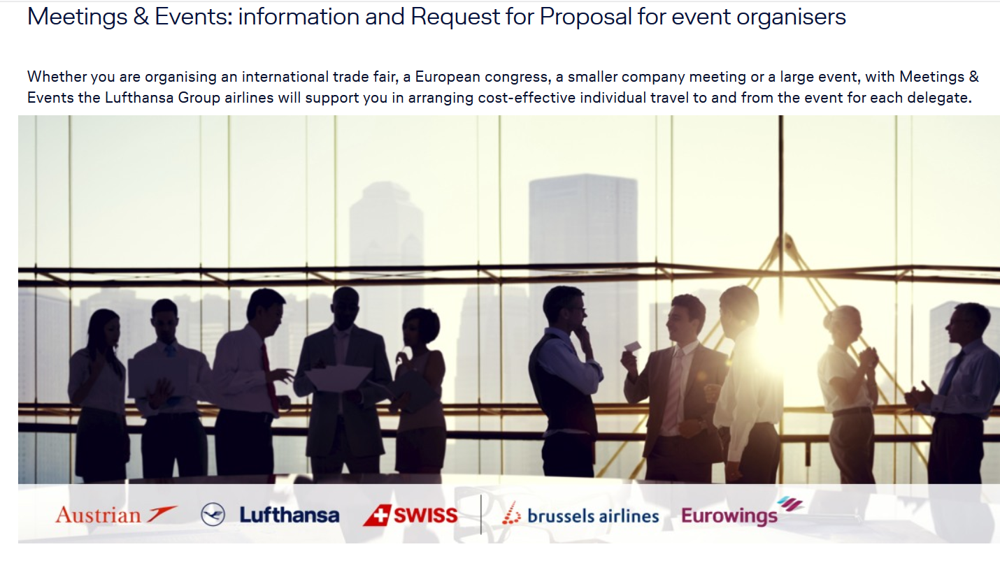 Meetings & Events: information and Request for Proposal for event organisers
Whether you are organising an international trade fair, a European congress, a smaller company meeting or a large event, with Meetings &
Events the Lufthansa Group airlines will support you in arranging cost-effective individual travel to and from the event for each delegate.
Austrian Lufthansa SWISS brussels airlines Eurowings